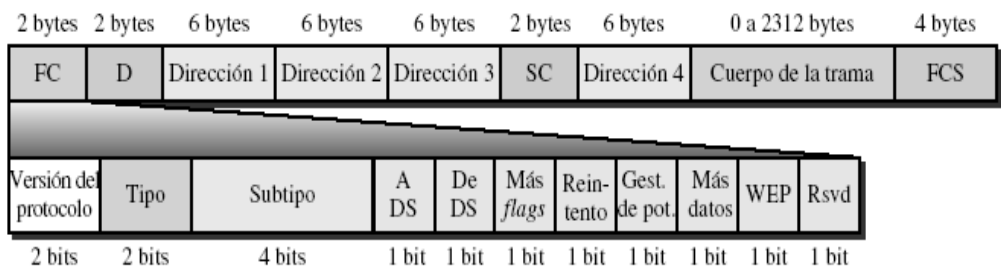 2 bytes 2 bytes 6 bytes 6 bytes 6 bytes 2 bytes 6 bytes 0 a 2312 bytes 4 bytes
FC D Dirección 1 Dirección 2 Dirección 3 SC Dirección 4 Cuerpo de la trama FCS
Versión del protocolo Tipo Subtipo A DS De DS Más flags Rein-tento Gest. de pot. Más datos WEP Rsvd
2 bits 2 bits 4 bits 1 bit 1 bit 1 bit 1 bit 1 bit 1 bit 1 bit 1 bit